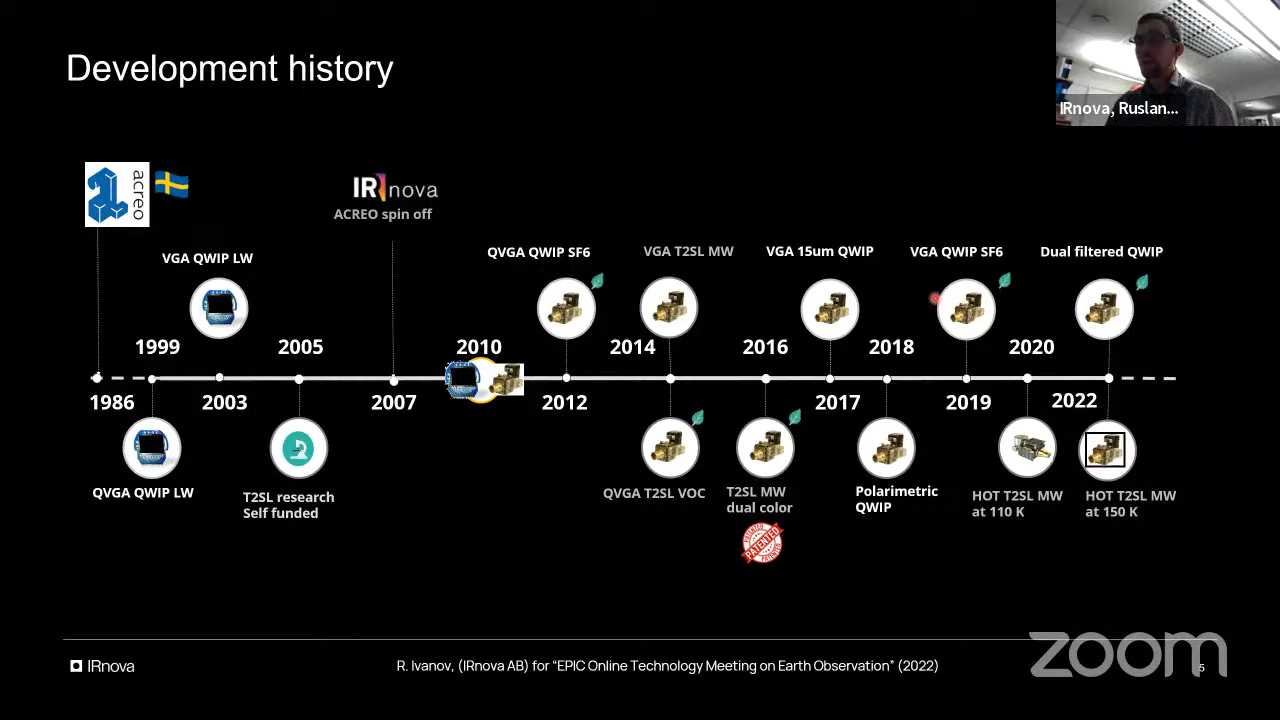 Development history
IRnova, Ruslan...
acreo
IRnova
ACREO spin off
VGA QWIP LW
QVGA QWIP SF6
VGA T2SL MW
VGA 15um QWIP
VGA QWIP SF6
Dual filtered QWIP
1999
2005
2010
2014
2016
2018
2020
1986
2003
2007
2012
2017
2019
2022
QVGA QWIP LW
T2SL research
Self funded
QVGA T2SL VOC
T2SL MW
dual color
Polarimetric
QWIP
HOT T2SL MW
at 110 K
HOT T2SL MW
at 150 K
PATENTED
PATENTED
PATENTED
IRnova
R. Ivanov, (IRnova AB) for “EPIC Online Technology Meeting on Earth Observation” (2022)
zoom
5